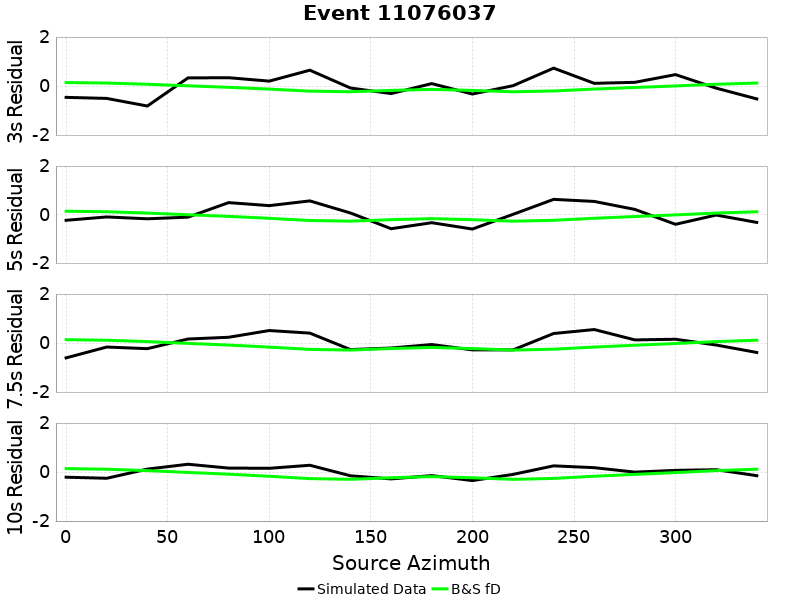 Event 11076037
3s Residual
2
0
-2
5s Residual
2
0
-2
7.5s Residual
2
0
-2
10s Residual
2
0
-2
0 50 100 150 200 250 300
Source Azimuth
Simulated Data B&S fD